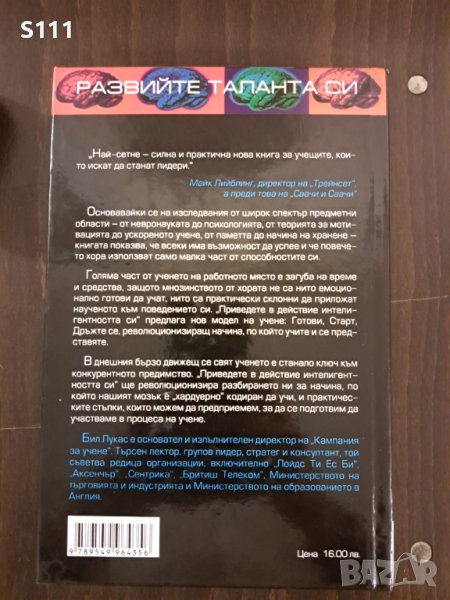 S111
РАЗВИЙТЕ ТАЛАНТА СИ
„Най-сетне – силна и практична нова книга за учещите, кои-
то искат да станат лидери."
Майк Лийблинг, директор на „Трейнсет",
а преди това на „Саачи и Саачи"
Основавайки се на изследвания от широк спектър предметни
области – от невронауката до психологията, от теорията за моти-
вацията до ускореното учене, от паметта до начина на хранене –
книгата показва, че всеки има възможност да успее и че повече-
то хора използват само малка част от способностите си.
Голяма част от ученето на работното място е загуба на време
и средства, защото мнозинството от хората не са нито емоцио-
нално готови да учат, нито са практически склонни да приложат
наученото към поведението си. „Приведете в действие интели-
гентността си" предлага нов модел на учене: Готови, Старт,
Дръжте се, революционизиращ начина, по който учите и се пред-
ставяте.
В днешния бързо движещ се свят ученето е станало ключ към
конкурентното предимство. „Приведете в действие интелигент-
ността си" ще революционизира разбирането ни за начина, по
който нашият мозък е „хардуерно" кодиран да учи, и практичес-
ките стъпки, които можем да предприемем, за да се подготвим да
участваме в процеса на учене.
Бил Лукас е основател и изпълнителен директор на „Кампания
за учене". Търсен лектор, групов лидер, стратег и консултант, той
съветва редица организации, включително „Лойдс Ти Ес Би",
„Аксенчър", „Сентрика", „Бритиш Телеком", Министерството на
търговията и индустрията и Министерството на образованието в
Англия.
9 789549 964356
Цена 16.00 лв.
BAZAR